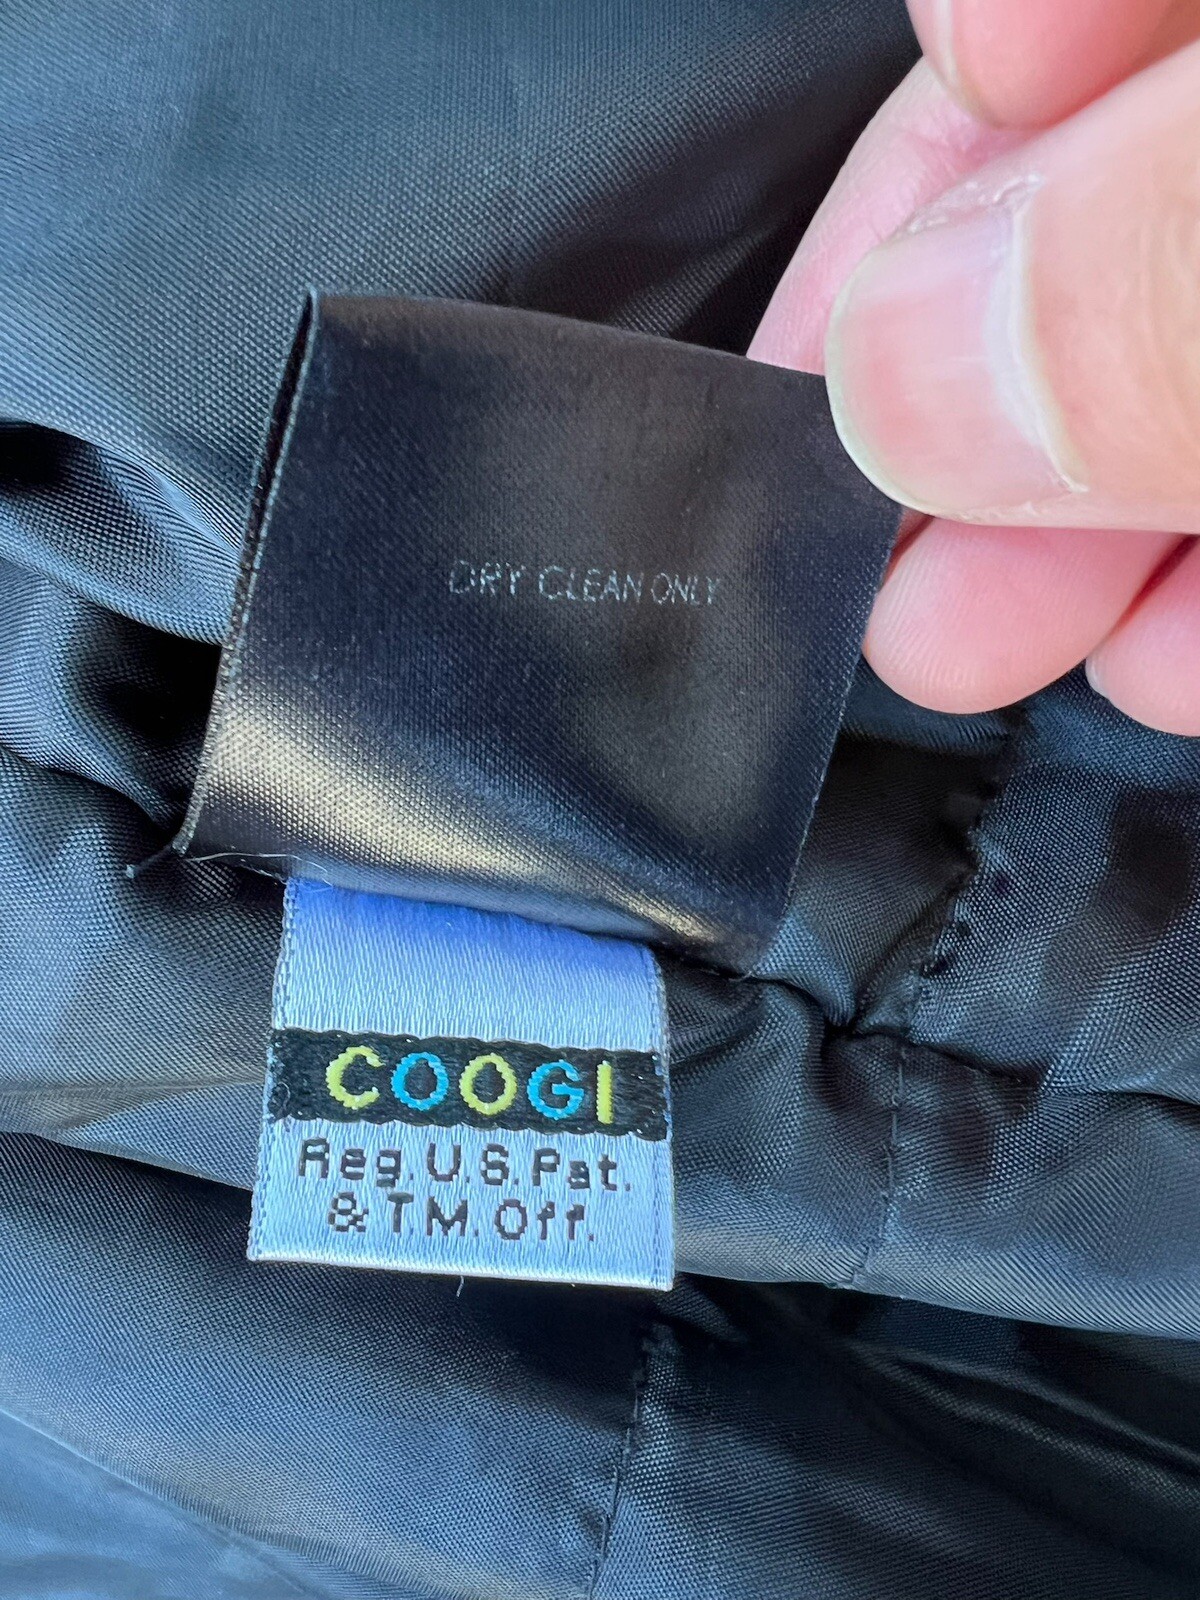 DRY CLEAN ONLY
COOGI
Reg. U.S. Pat.
& T.M. Off.